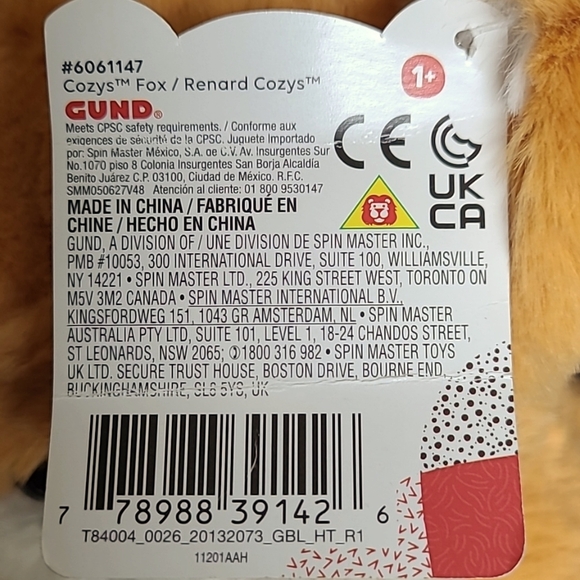 #6061147
Cozys™ Fox / Renard Cozys™
1+
GUND®
Meets CPSC safety requirements. / Conforme aux
exigences de sécurité de la CPSC. Juguete Importado
por: Spin Master México, S.A. de C.V. Av. Insurgentes Sur
No.1070 piso 8 Colonia Insurgentes San Borja Alcaldía
Benito Juárez C.P. 03100, Ciudad de México. R.F.C.
SMM050627V48 Atención al cliente: 01 800 9530147
CE
UK
CA
MADE IN CHINA / FABRIQUÉ EN
CHINE / HECHO EN CHINA
GUND, A DIVISION OF / UNE DIVISION DE SPIN MASTER INC.,
PMB #10053, 300 INTERNATIONAL DRIVE, SUITE 100, WILLIAMSVILLE,
NY 14221 • SPIN MASTER LTD., 225 KING STREET WEST, TORONTO ON
M5V 3M2 CANADA • SPIN MASTER INTERNATIONAL B.V.,
KINGSFORDWEG 151, 1043 GR AMSTERDAM, NL • SPIN MASTER
AUSTRALIA PTY LTD, SUITE 101, LEVEL 1, 18-24 CHANDOS STREET,
ST LEONARDS, NSW 2065; ✆1800 316 982 • SPIN MASTER TOYS
UK LTD. SECURE TRUST HOUSE, BOSTON DRIVE, BOURNE END,
BUCKINGHAMSHIRE, SL8 5YS, UK
7 78988 39142 6
T84004_0026_20132073_GBL_HT_R1
11201AAH